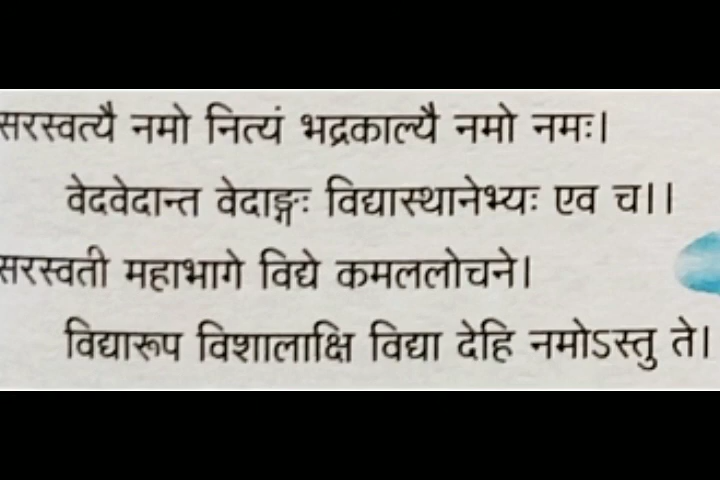 सरस्वत्यै नमो नित्यं भद्रकाल्यै नमो नमः।
वेदवेदान्त वेदाङ्गः विद्यास्थानेभ्यः एव च।।
सरस्वती महाभागे विद्ये कमललोचने।
विद्यारूप विशालाक्षि विद्या देहि नमोऽस्तु ते।